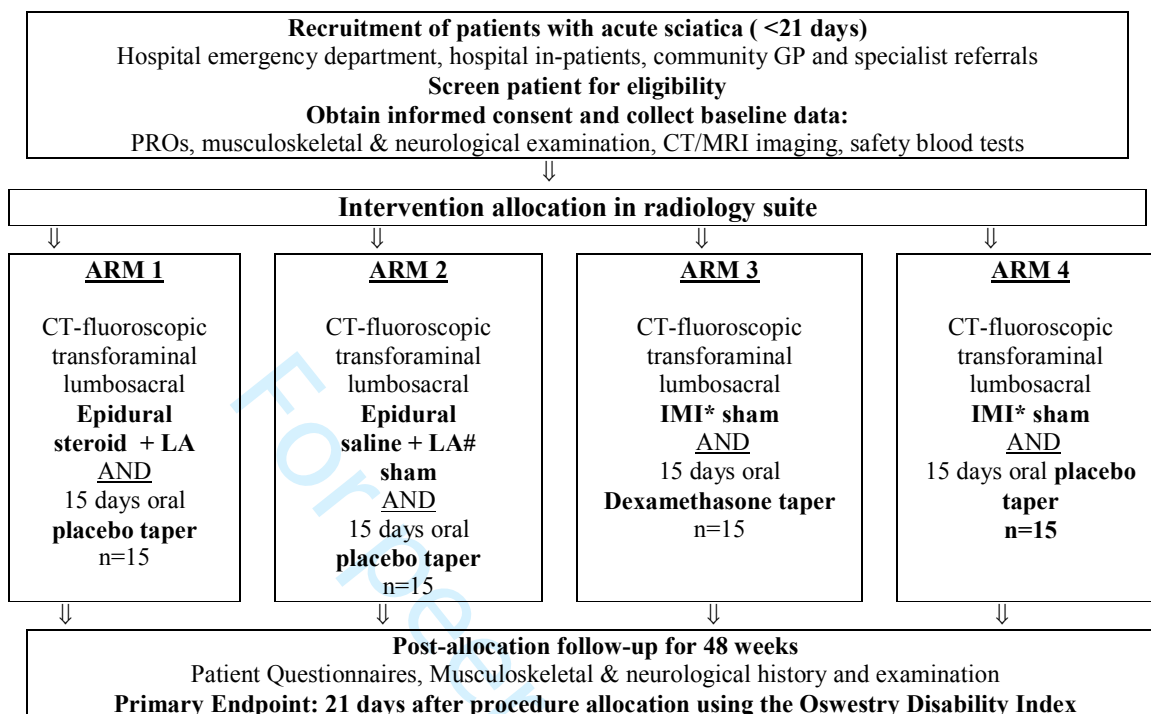 Recruitment of patients with acute sciatica ( <21 days)
Hospital emergency department, hospital in-patients, community GP and specialist referrals
Screen patient for eligibility
Obtain informed consent and collect baseline data:
PROs, musculoskeletal & neurological examination, CT/MRI imaging, safety blood tests
⇓
Intervention allocation in radiology suite
⇓ ⇓ ⇓ ⇓
ARM 1
CT-fluoroscopic
transforaminal
lumbosacral
Epidural
steroid + LA
AND
15 days oral
placebo taper
n=15
ARM 2
CT-fluoroscopic
transforaminal
lumbosacral
Epidural
saline + LA#
sham
AND
15 days oral
placebo taper
n=15
ARM 3
CT-fluoroscopic
transforaminal
lumbosacral
IMI* sham
AND
15 days oral
Dexamethasone taper
n=15
ARM 4
CT-fluoroscopic
transforaminal
lumbosacral
IMI* sham
AND
15 days oral placebo
taper
n=15
⇓ ⇓ ⇓ ⇓
Post-allocation follow-up for 48 weeks
Patient Questionnaires, Musculoskeletal & neurological history and examination
Primary Endpoint: 21 days after procedure allocation using the Oswestry Disability Index
For peer